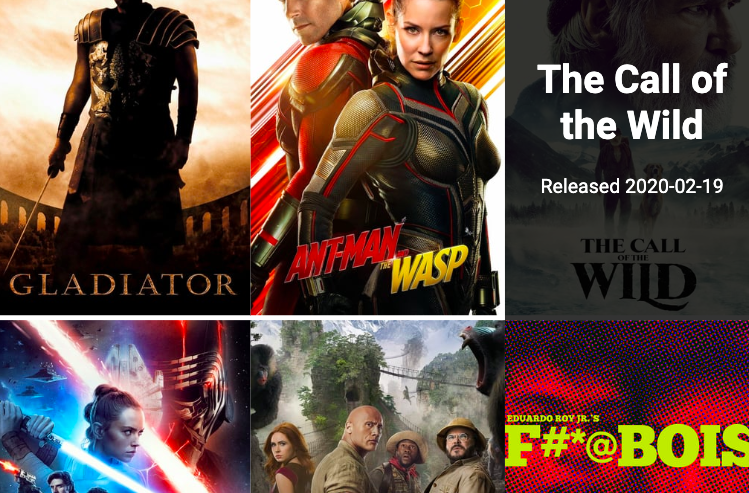 GLADIATOR
ANT-MAN
AND THE
WASP
The Call of
the Wild
Released 2020-02-19
THE CALL
OF THE
WILD
EDUARDO ROY JR.'S
F#*@BOIS